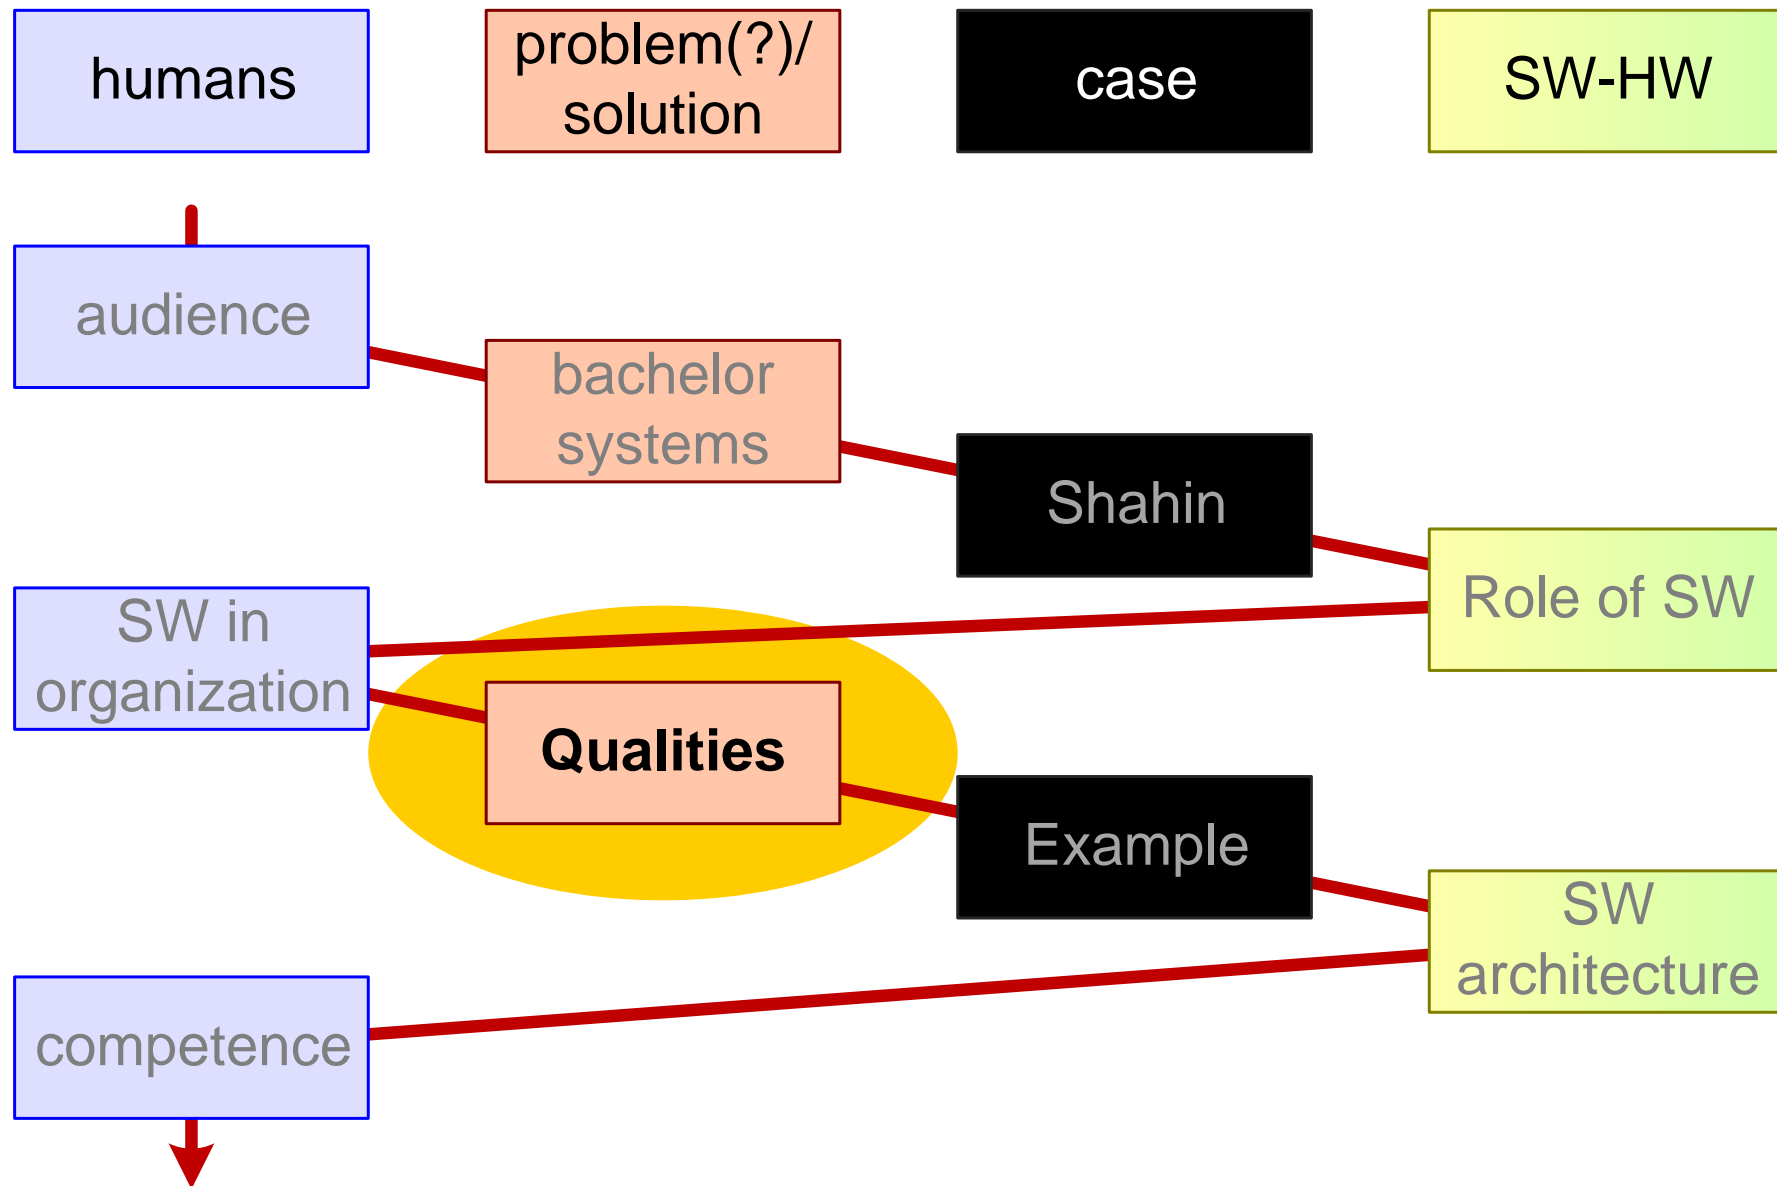 humans
problem(?)/
solution
case
SW-HW
audience
bachelor
systems
Shahin
Role of SW
SW in
organization
Qualities
Example
SW
architecture
competence